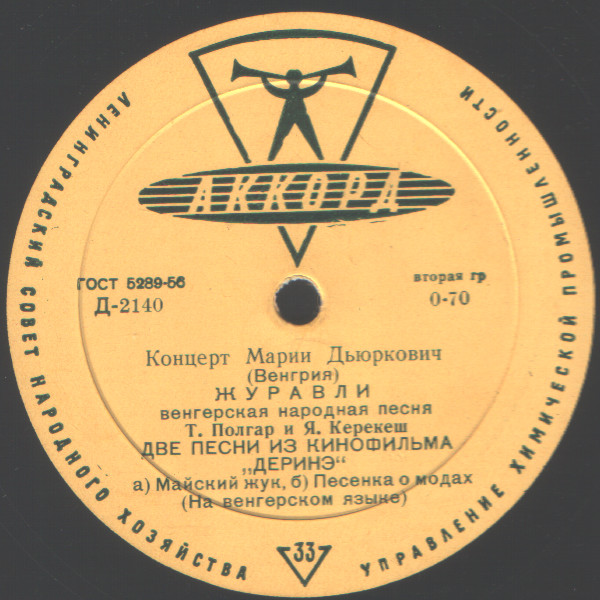 ЛЕНИНГРАДСКИЙ СОВЕТ НАРОДНОГО ХОЗЯЙСТВА
УПРАВЛЕНИЕ ХИМИЧЕСКОЙ ПРОМЫШЛЕННОСТИ
АККОРД
ГОСТ 5289-56
Д-2140
вторая гр
0-70
Концерт Марии Дьюркович
(Венгрия)
ЖУРАВЛИ
венгерская народная песня
Т. Полгар и Я. Керекеш
ДВЕ ПЕСНИ ИЗ КИНОФИЛЬМА
„ДЕРИНЭ“
а) Майский жук, б) Песенка о модах
(На венгерском языке)
33